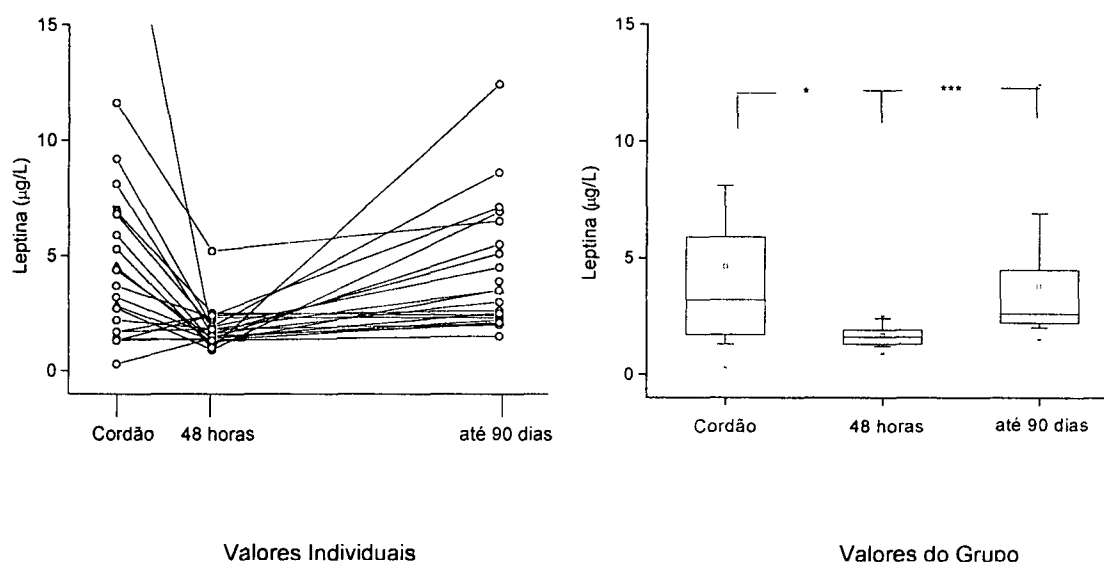 15
10
5
0
Leptina (µg/L)
Cordão
48 horas
até 90 dias
Valores Individuais
15
10
5
0
Leptina (µg/L)
*
***
Cordão
48 horas
até 90 dias
Valores do Grupo